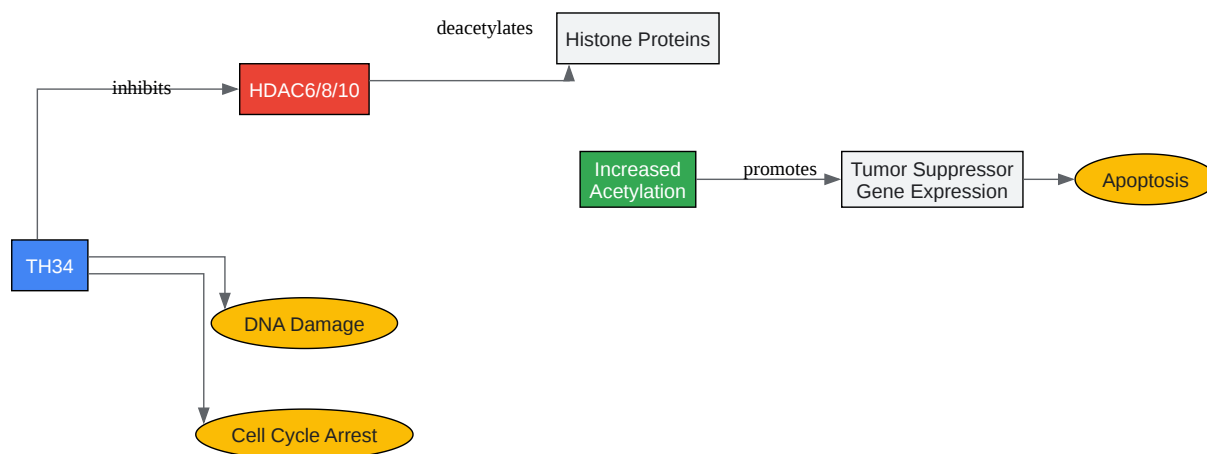 deacetylates
Histone Proteins
inhibits
HDAC6/8/10
Increased
Acetylation
promotes
Tumor Suppressor
Gene Expression
Apoptosis
TH34
DNA Damage
Cell Cycle Arrest